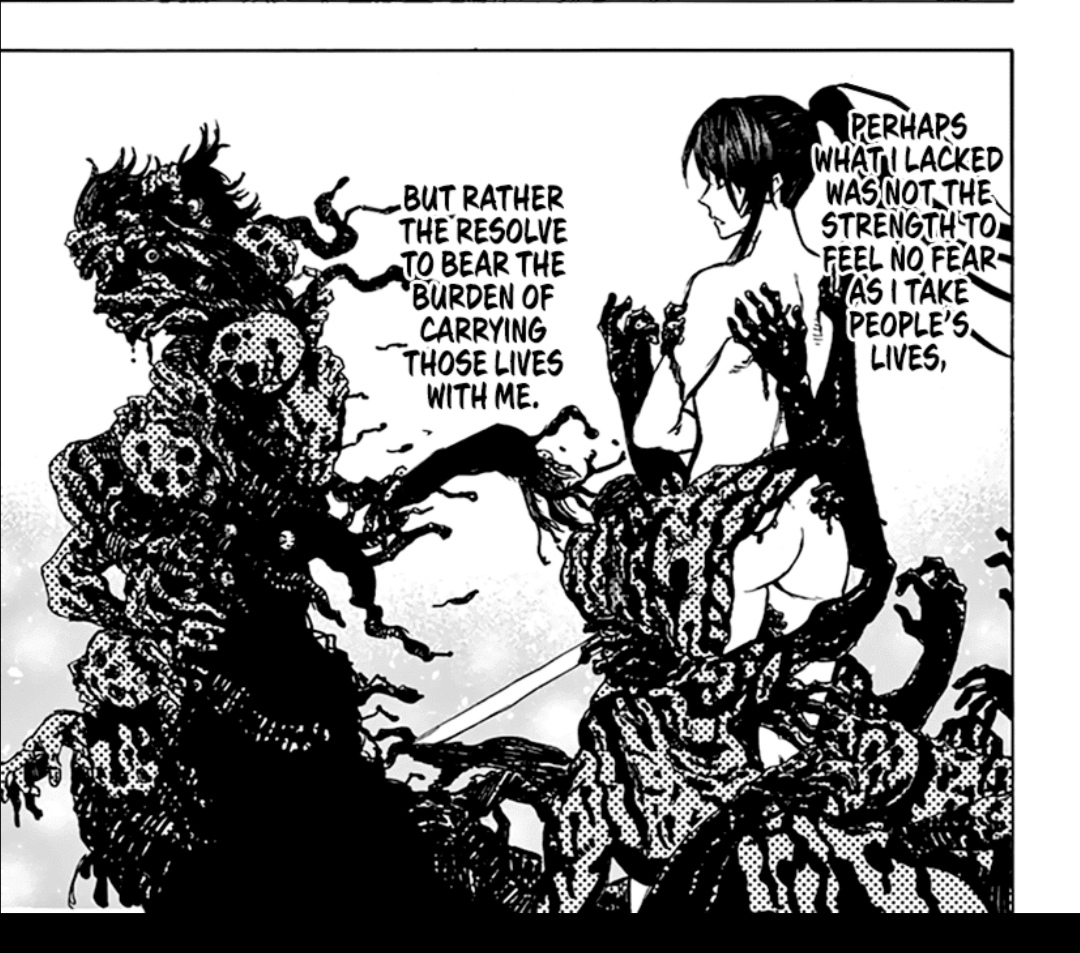 PERHAPS
WHAT I LACKED
WAS NOT THE
STRENGTH TO
FEEL NO FEAR
AS I TAKE
PEOPLE'S
LIVES,
BUT RATHER
THE RESOLVE
TO BEAR THE
BURDEN OF
CARRYING
THOSE LIVES
WITH ME.